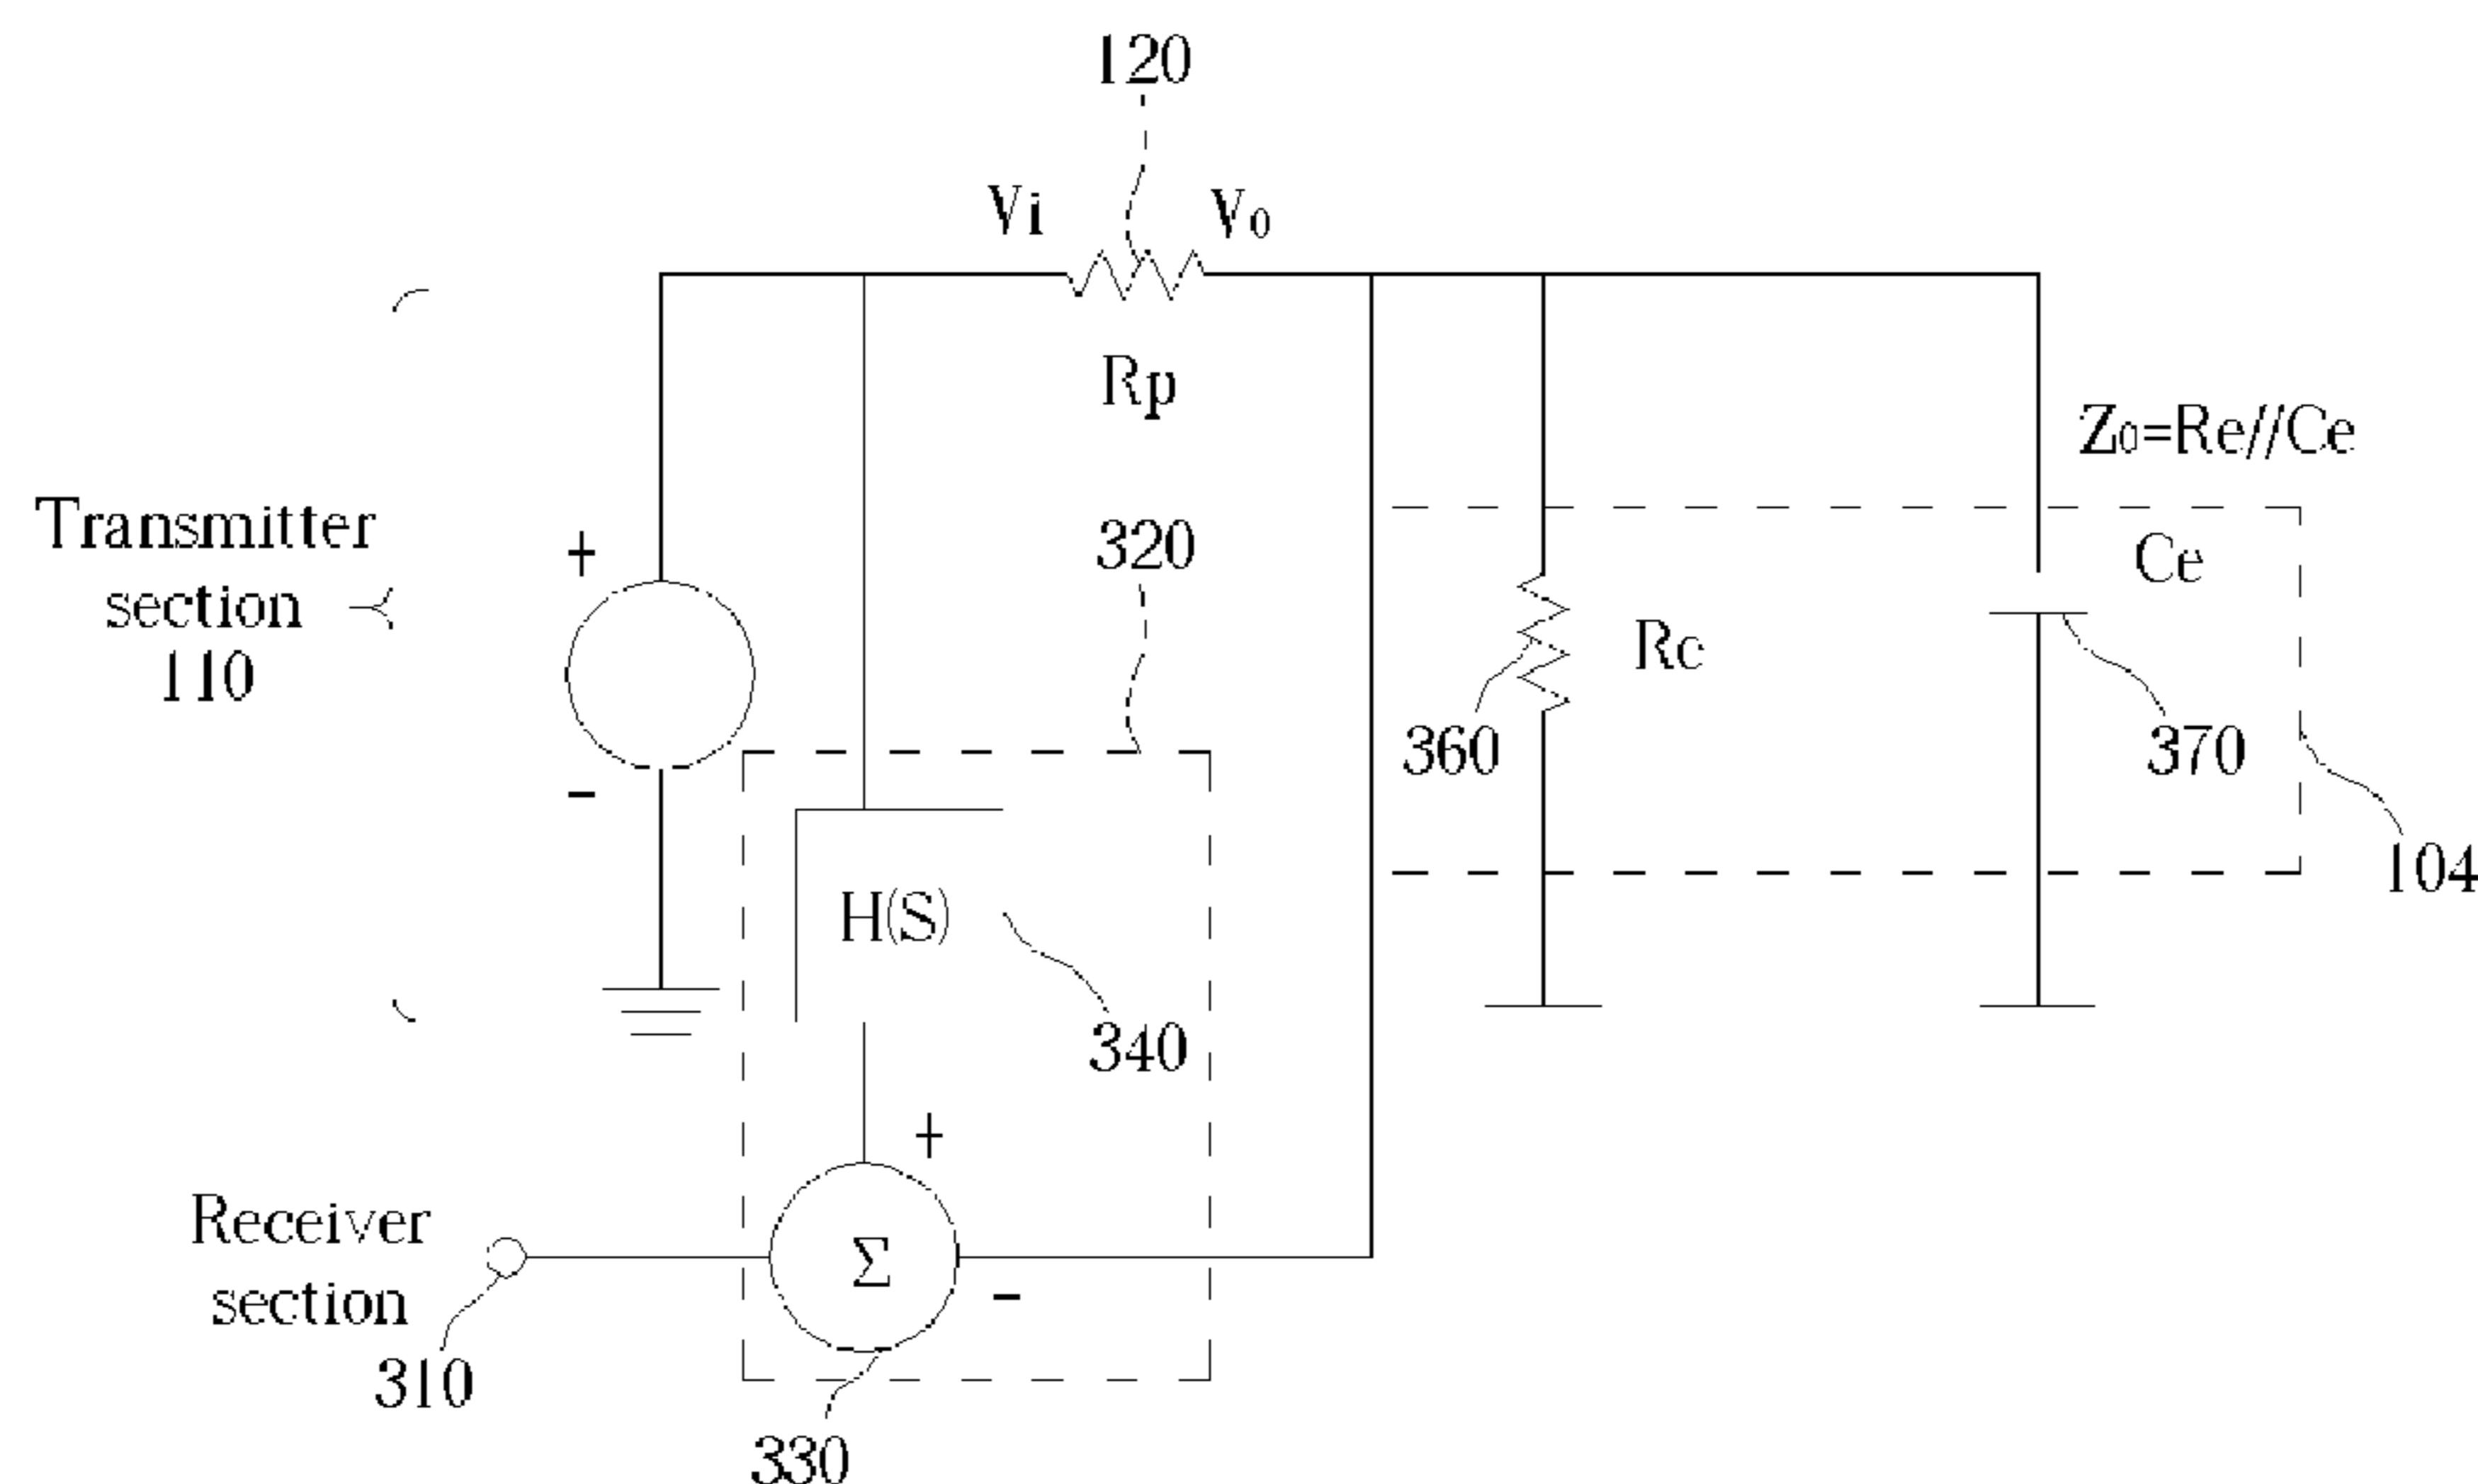 120
Vi
V0
Rp
Z0=Re//Ce
Transmitter
section
110
+
320
Ce
Rc
-
360
370
104
H(S)
340
+
Receiver
section
Σ
-
310
330